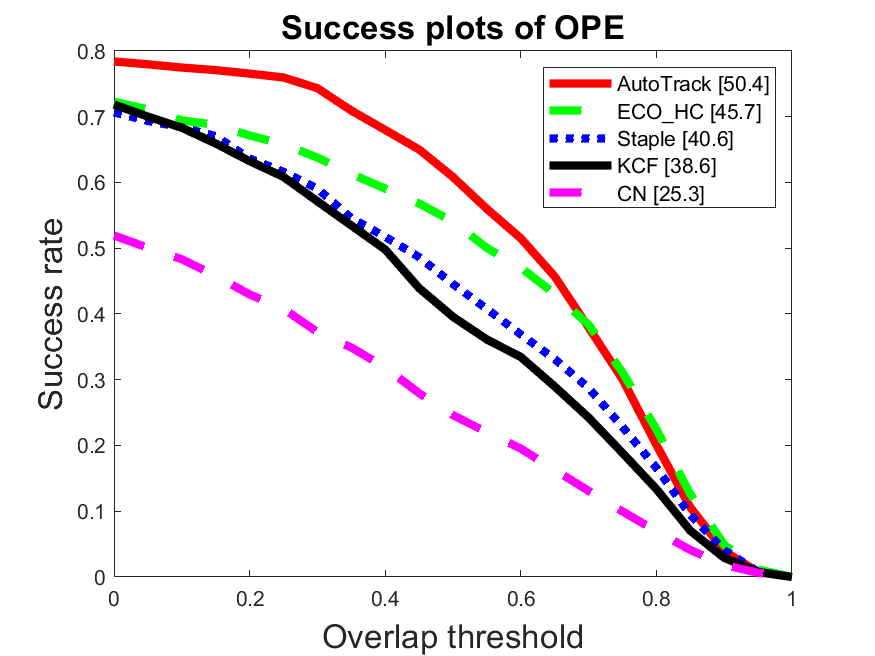 Success plots of OPE
0.8
0.7
0.6
0.5
0.4
0.3
0.2
0.1
0
Success rate
AutoTrack [50.4]
ECO_HC [45.7]
Staple [40.6]
KCF [38.6]
CN [25.3]
0 0.2 0.4 0.6 0.8 1
Overlap threshold